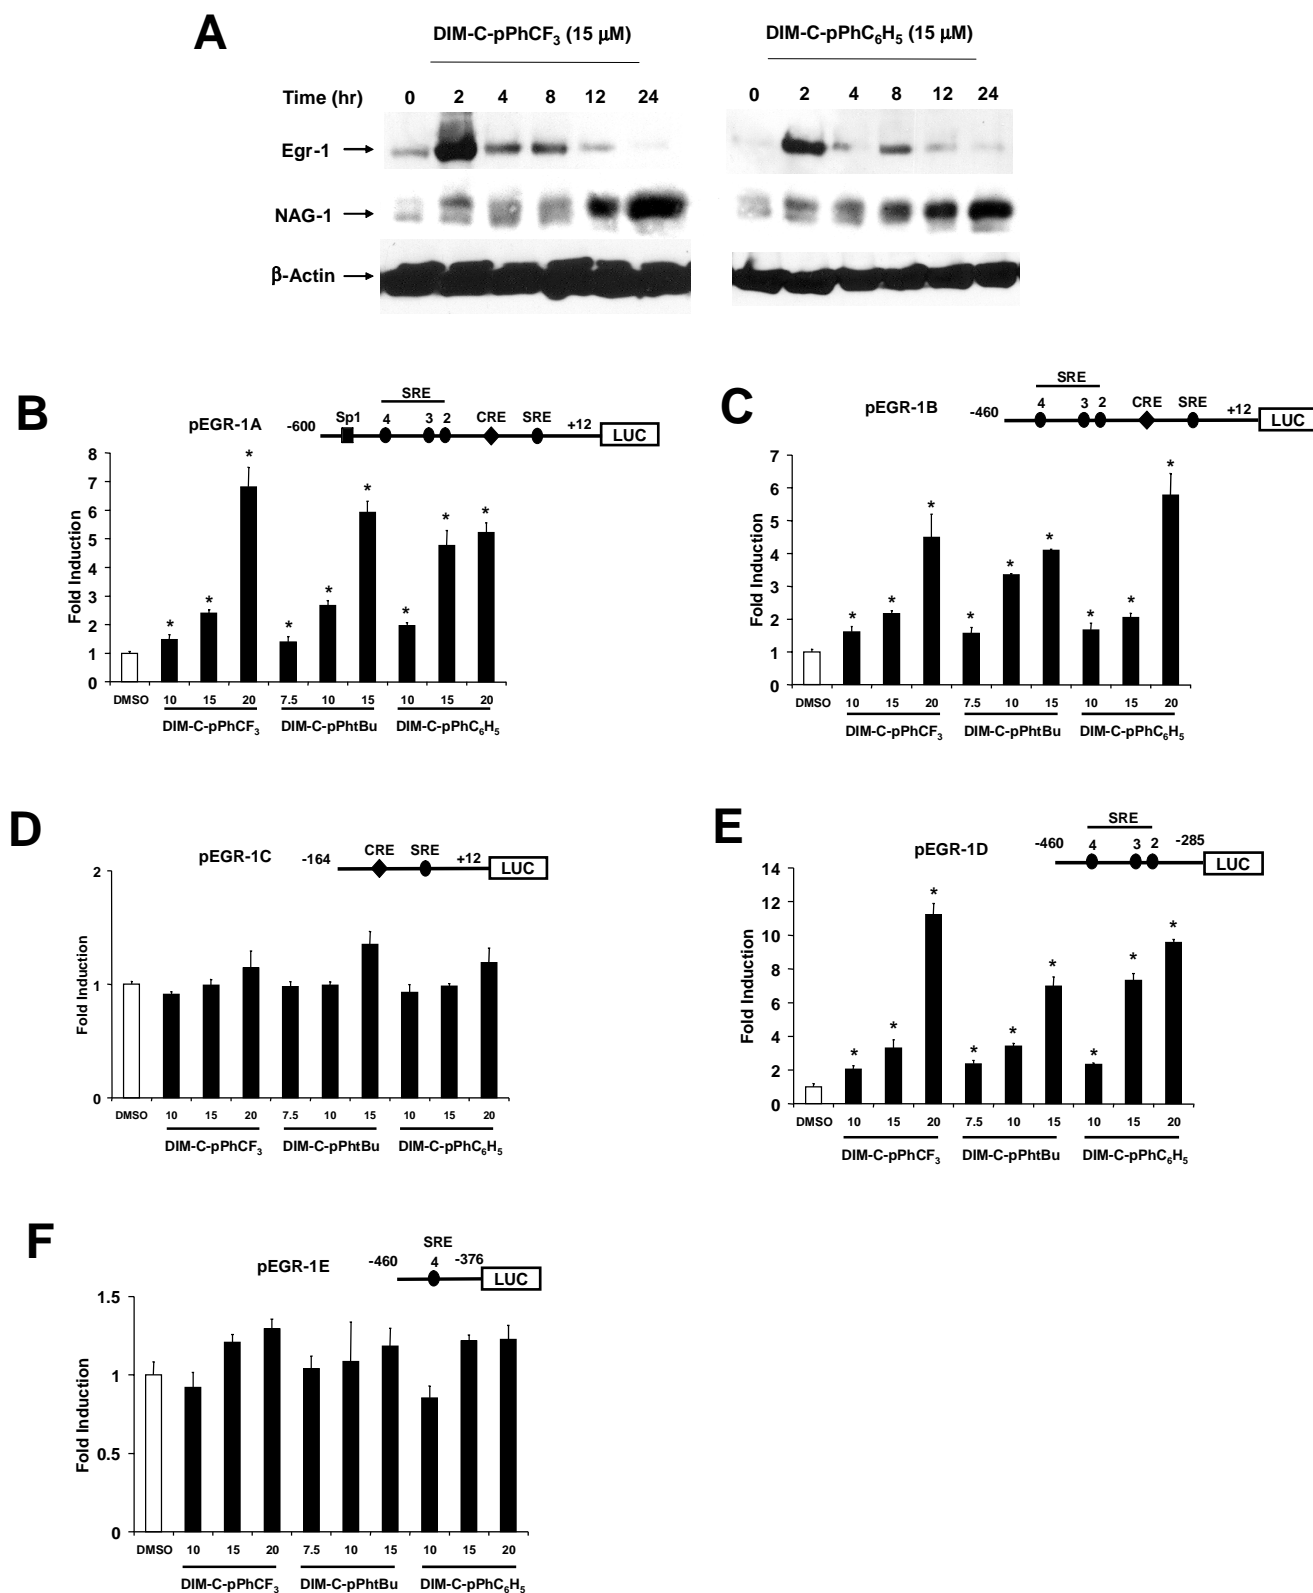 A
DIM-C-pPhCF3 (15 μM)
DIM-C-pPhC6H5 (15 μM)
Time (hr) 0 2 4 8 12 24
0 2 4 8 12 24
Egr-1
NAG-1
β-Actin
B
pEGR-1A
SRE
-600 Sp1 4 3 2 CRE SRE +12 LUC
Fold Induction
8
7
6
5
4
3
2
1
0
* * * * * * * * *
DMSO 10 15 20 7.5 10 15 10 15 20
DIM-C-pPhCF3 DIM-C-pPhtBu DIM-C-pPhC6H5
C
pEGR-1B
SRE
-460 4 3 2 CRE SRE +12 LUC
Fold Induction
7
6
5
4
3
2
1
0
* * * * * * * * *
DMSO 10 15 20 7.5 10 15 10 15 20
DIM-C-pPhCF3 DIM-C-pPhtBu DIM-C-pPhC6H5
D
pEGR-1C
-164 CRE SRE +12 LUC
Fold Induction
2
1
0
DMSO 10 15 20 7.5 10 15 10 15 20
DIM-C-pPhCF3 DIM-C-pPhtBu DIM-C-pPhC6H5
E
pEGR-1D
SRE
-460 4 3 2 -285 LUC
Fold Induction
14
12
10
8
6
4
2
0
* * * * * * * * *
DMSO 10 15 20 7.5 10 15 10 15 20
DIM-C-pPhCF3 DIM-C-pPhtBu DIM-C-pPhC6H5
F
pEGR-1E
SRE
-460 4 -376 LUC
Fold Induction
1.5
1
0.5
0
DMSO 10 15 20 7.5 10 15 10 15 20
DIM-C-pPhCF3 DIM-C-pPhtBu DIM-C-pPhC6H5